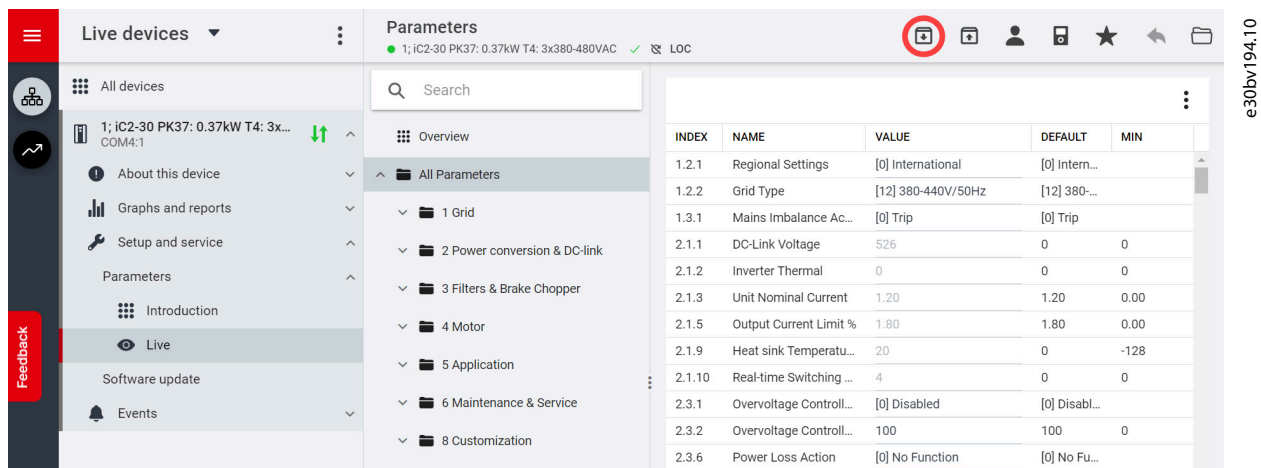 Live devices
Parameters
1; iC2-30 PK37: 0.37kW T4: 3x380-480VAC LOC
All devices
1; iC2-30 PK37: 0.37kW T4: 3x...
COM4:1
About this device
Graphs and reports
Setup and service
Parameters
Introduction
Live
Software update
Events
Feedback
Search
Overview
All Parameters
1 Grid
2 Power conversion & DC-link
3 Filters & Brake Chopper
4 Motor
5 Application
6 Maintenance & Service
8 Customization
INDEX NAME VALUE DEFAULT MIN
1.2.1 Regional Settings [0] International [0] Intern...
1.2.2 Grid Type [12] 380-440V/50Hz [12] 380-...
1.3.1 Mains Imbalance Ac... [0] Trip [0] Trip
2.1.1 DC-Link Voltage 526 0 0
2.1.2 Inverter Thermal 0 0 0
2.1.3 Unit Nominal Current 1.20 1.20 0.00
2.1.5 Output Current Limit % 1.80 1.80 0.00
2.1.9 Heat sink Temperatu... 20 0 -128
2.1.10 Real-time Switching ... 4 0 0
2.3.1 Overvoltage Controll... [0] Disabled [0] Disabl...
2.3.2 Overvoltage Controll... 100 100 0
2.3.6 Power Loss Action [0] No Function [0] No Fu...
e30bv194.10